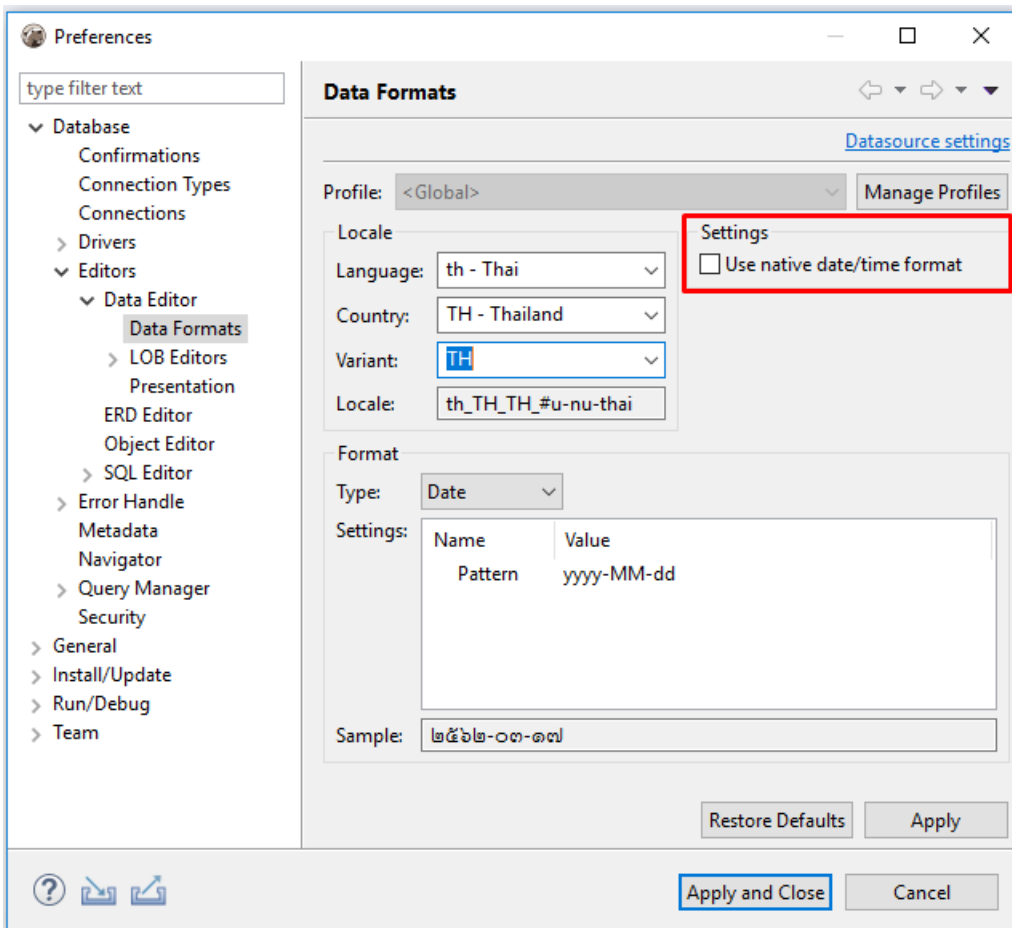 Preferences
type filter text
Database
Confirmations
Connection Types
Connections
Drivers
Editors
Data Editor
Data Formats
LOB Editors
Presentation
ERD Editor
Object Editor
SQL Editor
Error Handle
Metadata
Navigator
Query Manager
Security
General
Install/Update
Run/Debug
Team
Data Formats
Datasource settings
Profile: <Global> Manage Profiles
Locale
Language: th - Thai
Country: TH - Thailand
Variant: TH
Locale: th_TH_TH_#u-nu-thai
Settings
Use native date/time format
Format
Type: Date
Settings:
Name Value
Pattern yyyy-MM-dd
Sample: ๒๕๖๒-๐๓-๑๗
Restore Defaults Apply
? Apply and Close Cancel